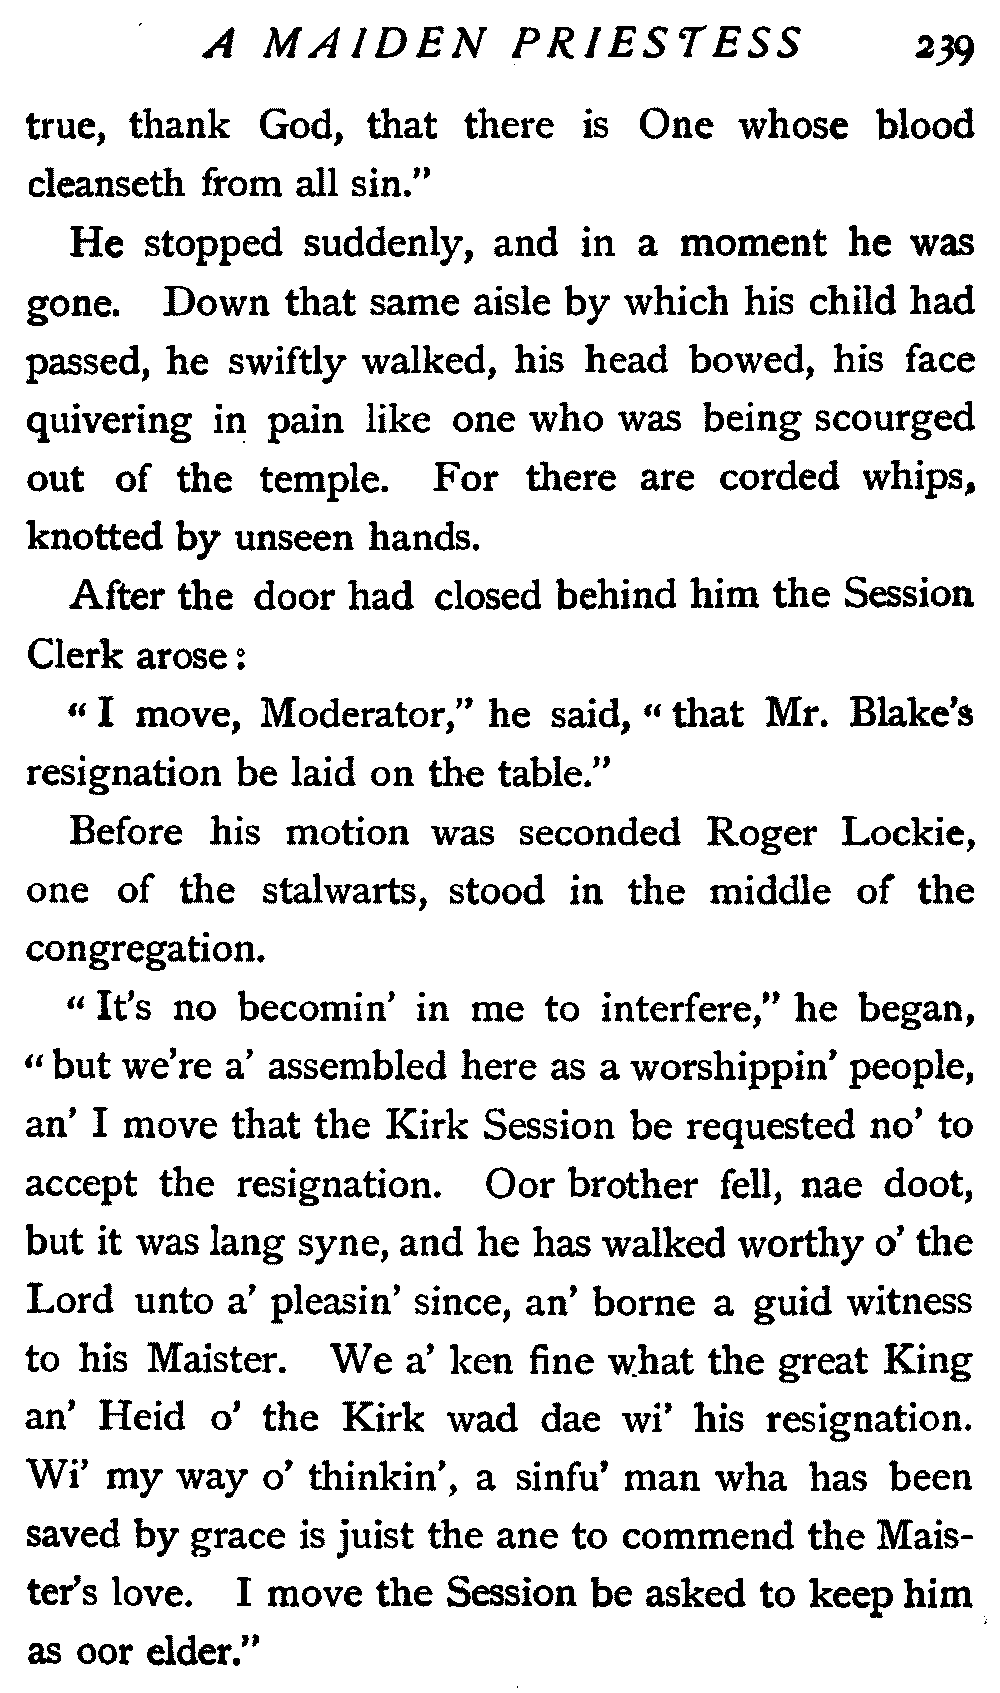 A MAIDEN PRIESTESS 239
true, thank God, that there is One whose blood
cleanseth from all sin.”
He stopped suddenly, and in a moment he was
gone. Down that same aisle by which his child had
passed, he swiftly walked, his head bowed, his face
quivering in pain like one who was being scourged
out of the temple. For there are corded whips,
knotted by unseen hands.
After the door had closed behind him the Session
Clerk arose:
“I move, Moderator,” he said, “that Mr. Blake’s
resignation be laid on the table.”
Before his motion was seconded Roger Lockie,
one of the stalwarts, stood in the middle of the
congregation.
“It’s no becomin’ in me to interfere,” he began,
“but we’re a’ assembled here as a worshippin’ people,
an’ I move that the Kirk Session be requested no’ to
accept the resignation. Oor brother fell, nae doot,
but it was lang syne, and he has walked worthy o’ the
Lord unto a’ pleasin’ since, an’ borne a guid witness
to his Maister. We a’ ken fine what the great King
an’ Heid o’ the Kirk wad dae wi’ his resignation.
Wi’ my way o’ thinkin’, a sinfu’ man wha has been
saved by grace is juist the ane to commend the Mais-
ter’s love. I move the Session be asked to keep him
as oor elder.”